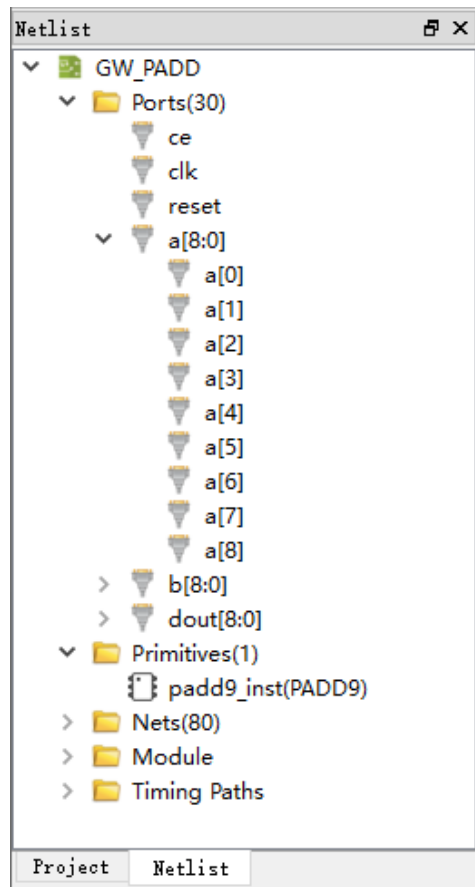 Netlist
GW_PADD
Ports(30)
ce
clk
reset
a[8:0]
a[0]
a[1]
a[2]
a[3]
a[4]
a[5]
a[6]
a[7]
a[8]
b[8:0]
dout[8:0]
Primitives(1)
padd9_inst(PADD9)
Nets(80)
Module
Timing Paths
Project Netlist